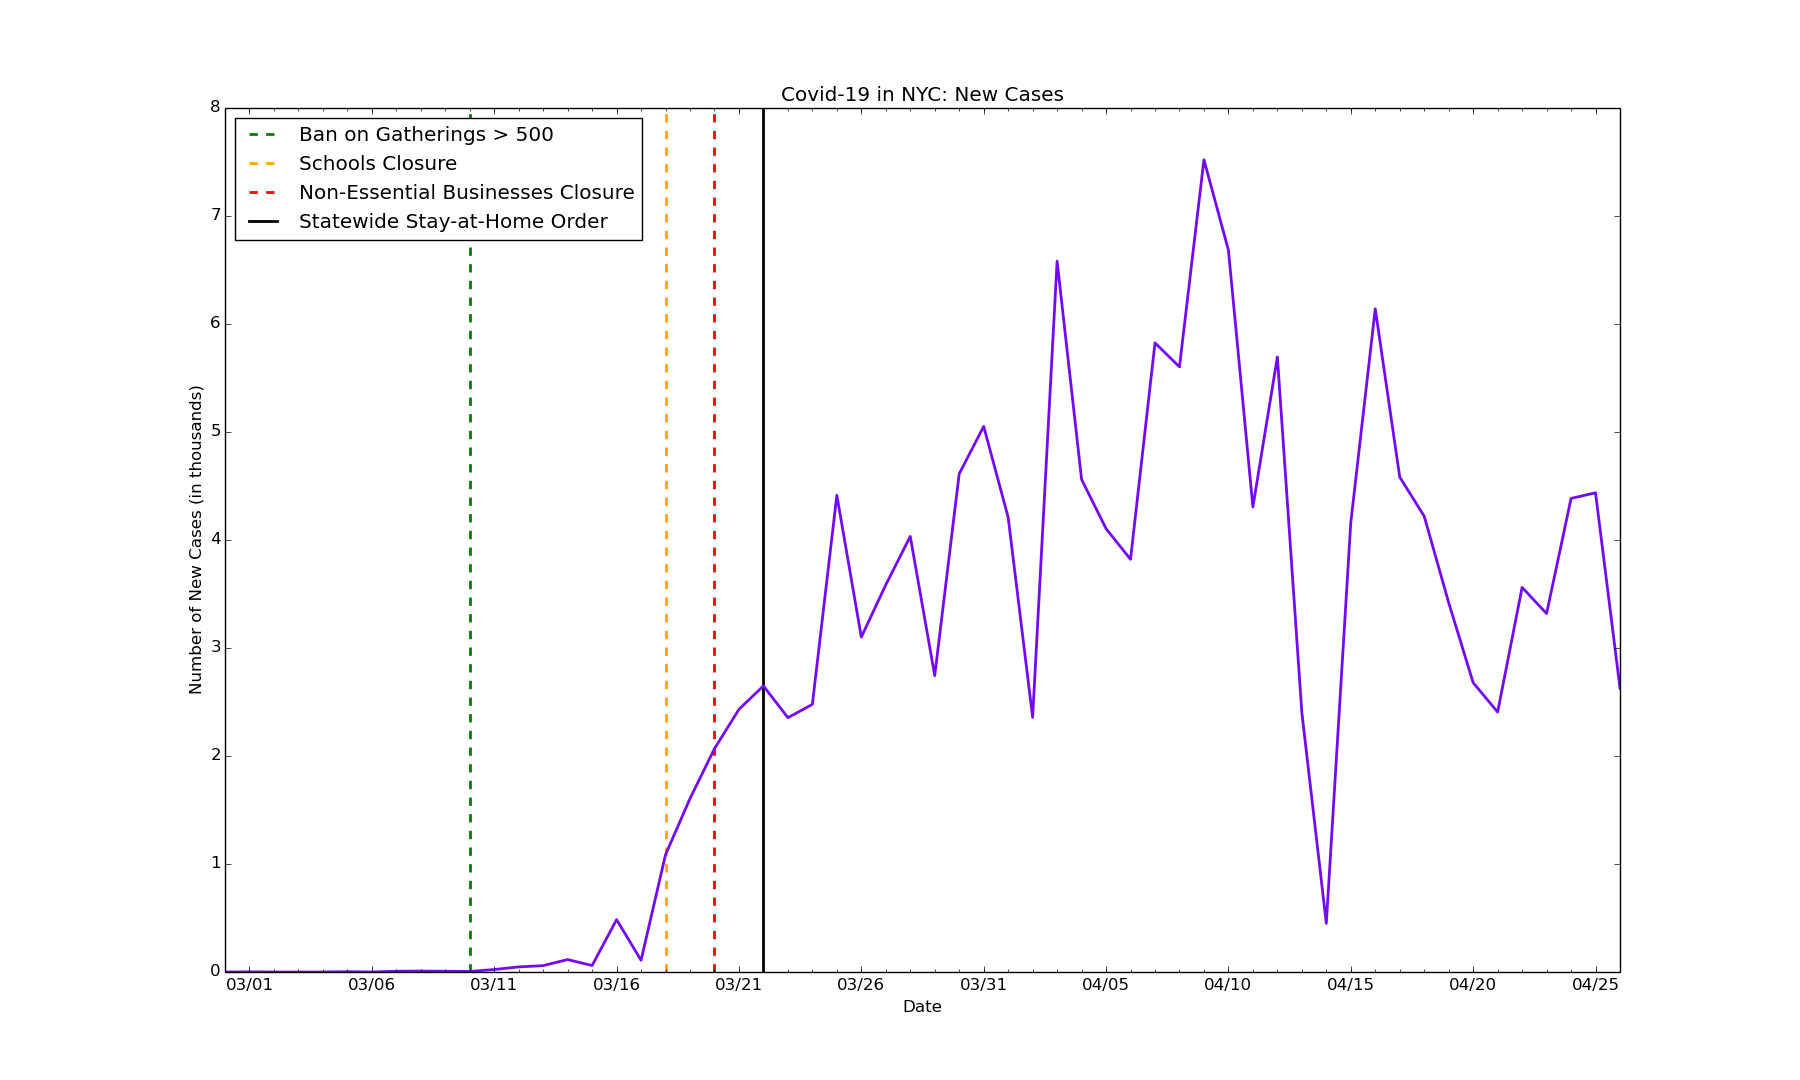 Covid-19 in NYC: New Cases
Ban on Gatherings > 500
Schools Closure
Non-Essential Businesses Closure
Statewide Stay-at-Home Order
8
7
6
5
4
3
2
1
0
Number of New Cases (in thousands)
03/01 03/06 03/11 03/16 03/21 03/26 03/31 04/05 04/10 04/15 04/20 04/25
Date